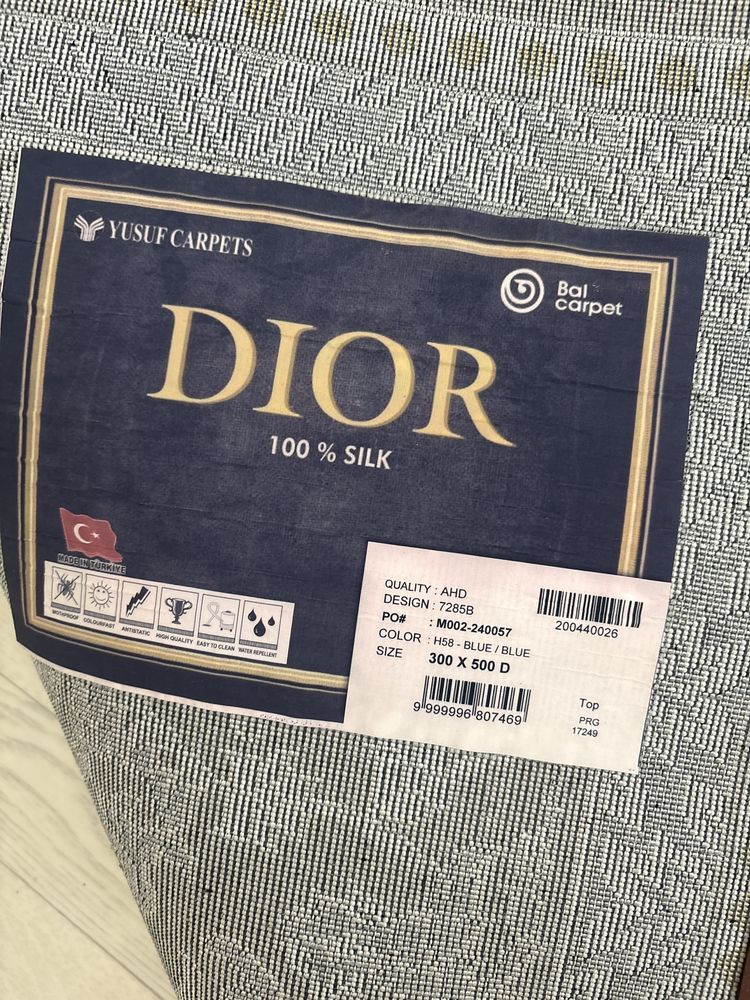 YUSUF CARPETS
Bal
carpet
DIOR
100 % SILK
MADE IN TÜRKİYE
MOTHPROOF
COLOURFAST
ANTISTATIC
HIGH QUALITY
EASY TO CLEAN
WATER REPELLENT
QUALITY : AHD
DESIGN : 7285B
PO# : M002-240057
COLOR : H58 - BLUE / BLUE
SIZE 300 X 500 D
200440026
9 999996 807469
Top
PRG
17249